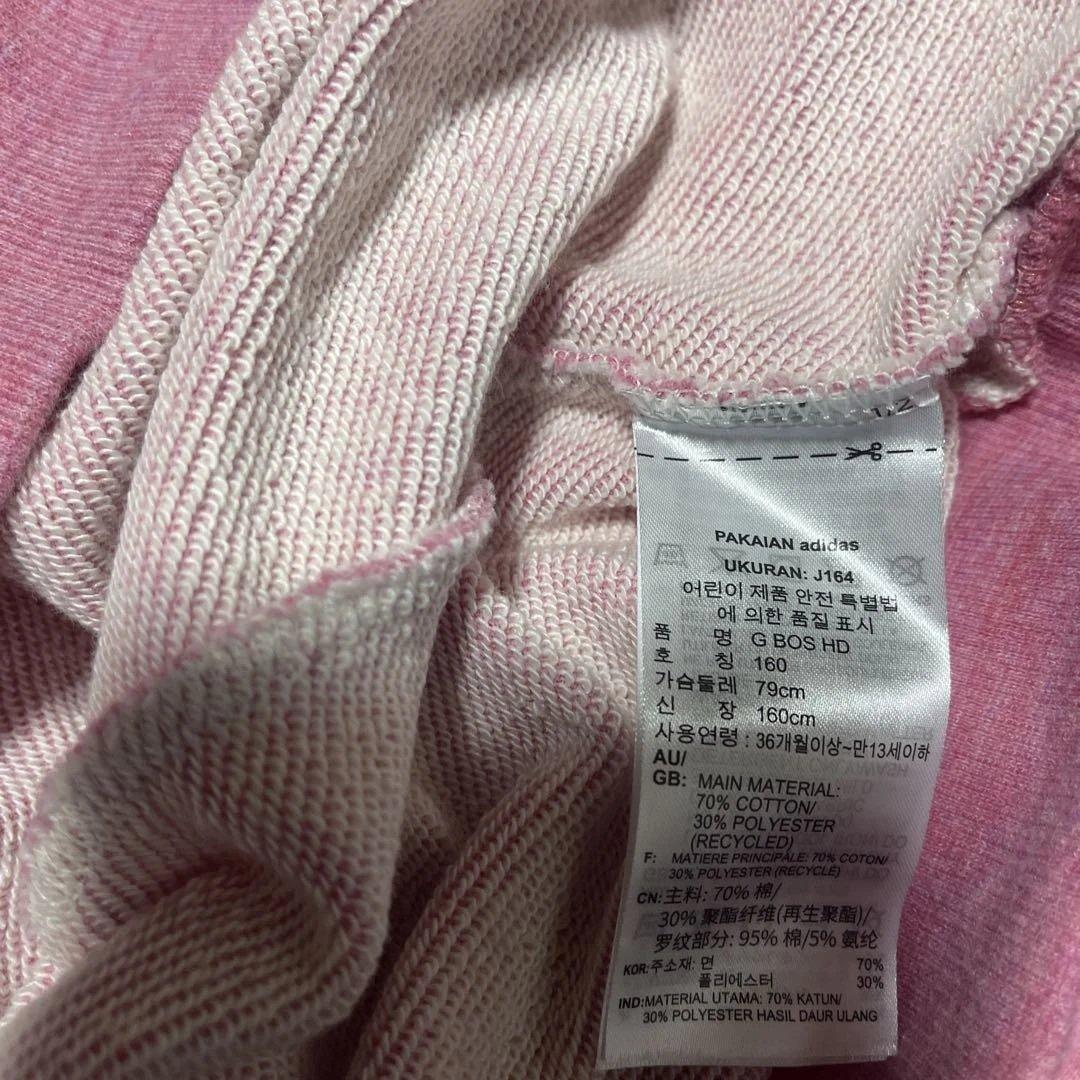 PAKAIAN adidas
UKURAN: J164
어린이 제품 안전 특별법
에 의한 품질 표시
품 명 G BOS HD
호 칭 160
가슴둘레 79cm
신 장 160cm
사용연령 : 36개월이상~만13세이하
AU/
GB: MAIN MATERIAL:
70% COTTON/
30% POLYESTER
(RECYCLED)
F: MATIERE PRINCIPALE: 70% COTON/
30% POLYESTER (RECYCLÉ)
CN: 主料: 70% 棉/
30% 聚酯纤维(再生聚酯)/
罗纹部分: 95% 棉/5% 氨纶
KOR: 주소재: 면 70%
폴리에스터 30%
IND: MATERIAL UTAMA: 70% KATUN/
30% POLYESTER HASIL DAUR ULANG